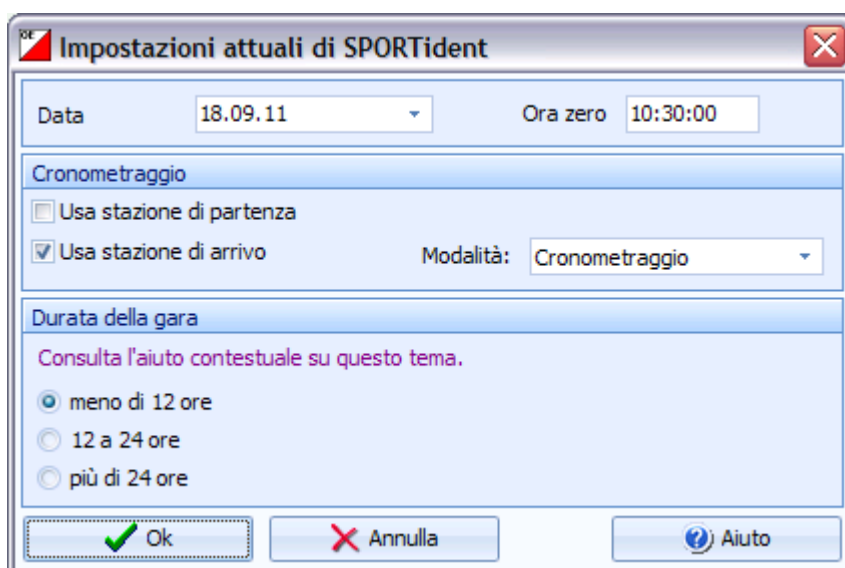 OE Impostazioni attuali di SPORTident
Data 18.09.11 Ora zero 10:30:00
Cronometraggio
Usa stazione di partenza
Usa stazione di arrivo Modalità: Cronometraggio
Durata della gara
Consulta l'aiuto contestuale su questo tema.
meno di 12 ore
12 a 24 ore
più di 24 ore
Ok Annulla Aiuto